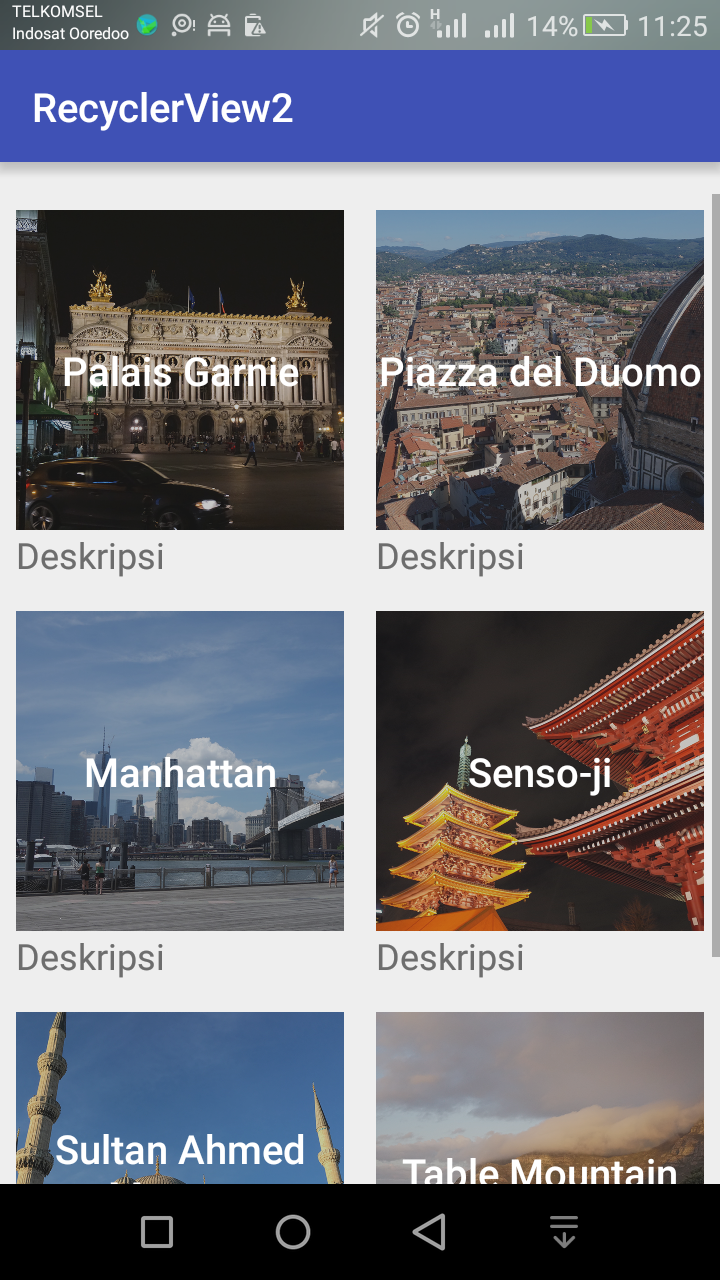 TELKOMSEL
Indosat Ooredoo
H
14%
11:25
RecyclerView2
Palais Garnie
Piazza del Duomo
Deskripsi
Deskripsi
Manhattan
Senso-ji
Deskripsi
Deskripsi
Sultan Ahmed
Table Mountain